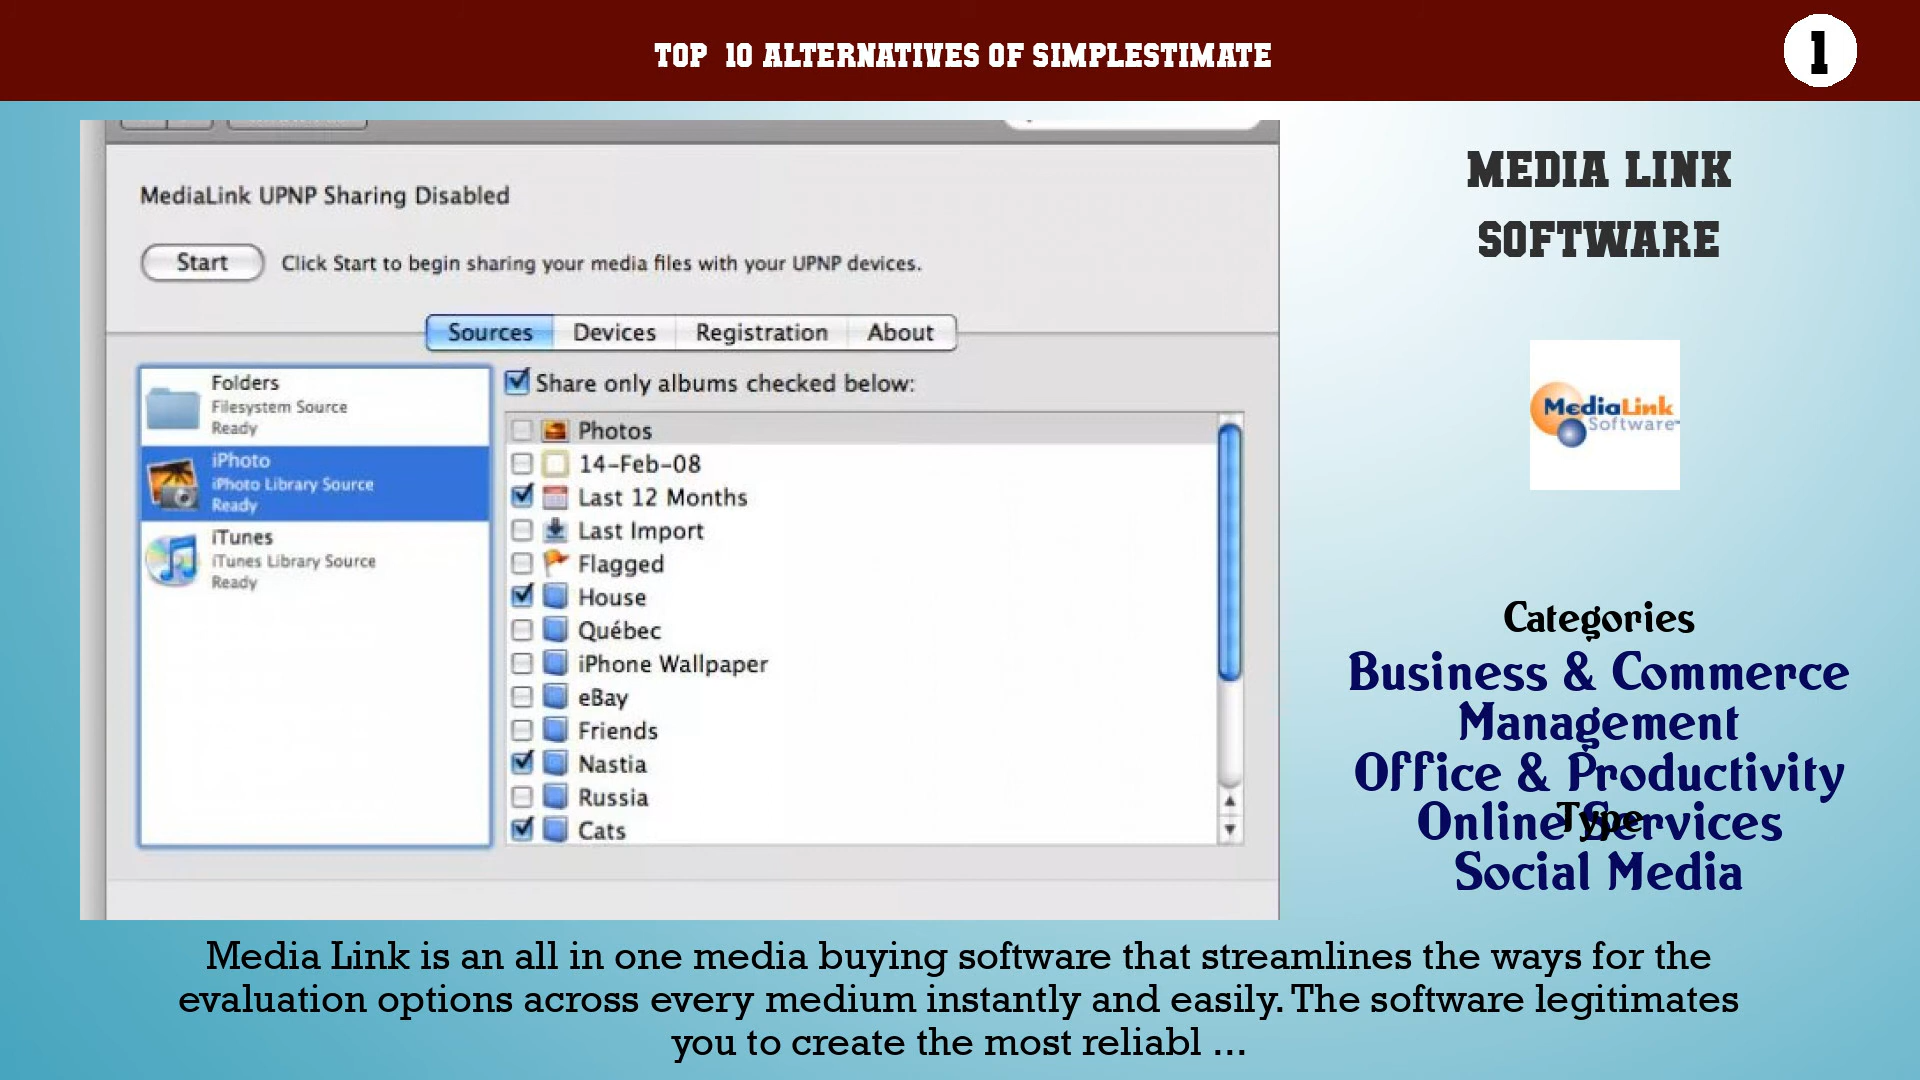 TOP 10 ALTERNATIVES OF SIMPLESTIMATE
1
MediaLink UPNP Sharing Disabled
Start
Click Start to begin sharing your media files with your UPNP devices.
Sources
Devices
Registration
About
Folders
Filesystem Source
Ready
iPhoto
iPhoto Library Source
Ready
iTunes
iTunes Library Source
Ready
Share only albums checked below:
Photos
14-Feb-08
Last 12 Months
Last Import
Flagged
House
Québec
iPhone Wallpaper
eBay
Friends
Nastia
Russia
Cats
MEDIA LINK
SOFTWARE
MediaLink
Software™
Categories
Business & Commerce
Management
Office & Productivity
Online Services
Type
Social Media
Media Link is an all in one media buying software that streamlines the ways for the
evaluation options across every medium instantly and easily. The software legitimates
you to create the most reliabl ...